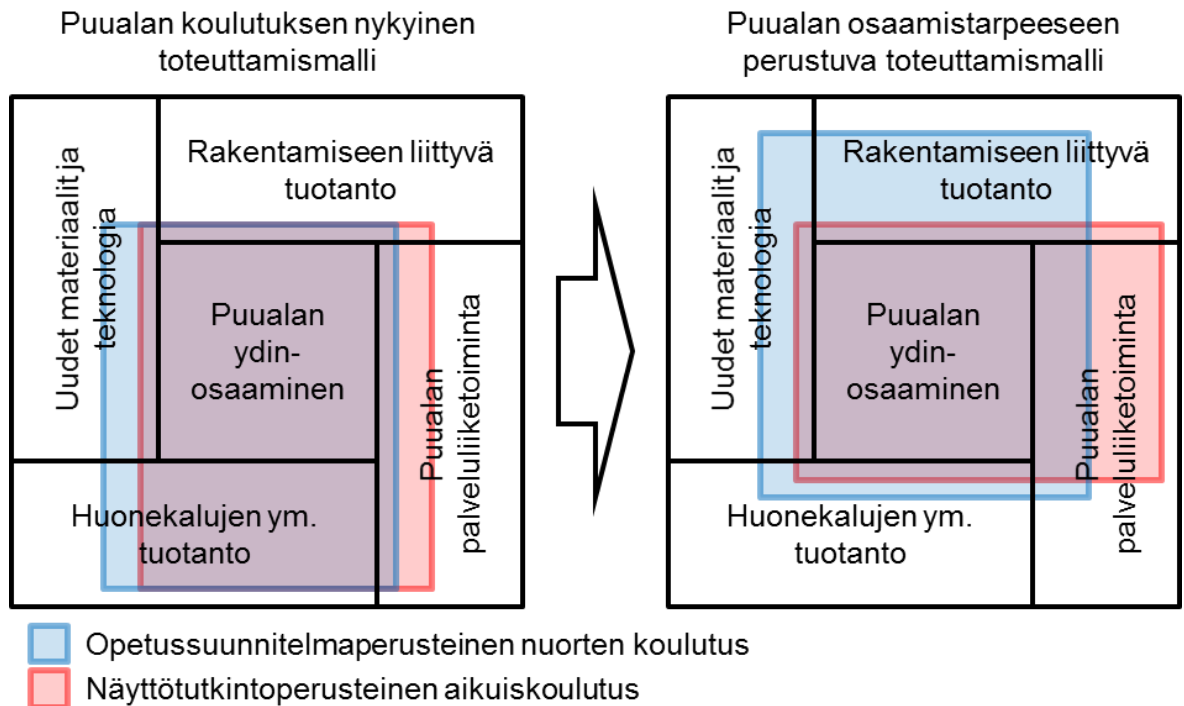 Puualan koulutuksen nykyinen
toteuttamismalli
Uudet materiaalit ja
teknologia
Rakentamiseen liittyvä
tuotanto
Puualan
ydin-
osaaminen
Puualan
palveluliiketoiminta
Huonekalujen ym.
tuotanto
Puualan osaamistarpeeseen
perustuva toteuttamismalli
Uudet materiaalit ja
teknologia
Rakentamiseen liittyvä
tuotanto
Puualan
ydin-
osaaminen
Puualan
palveluliiketoiminta
Huonekalujen ym.
tuotanto
Opetussuunnitelmaperusteinen nuorten koulutus
Näyttötutkintoperusteinen aikuiskoulutus